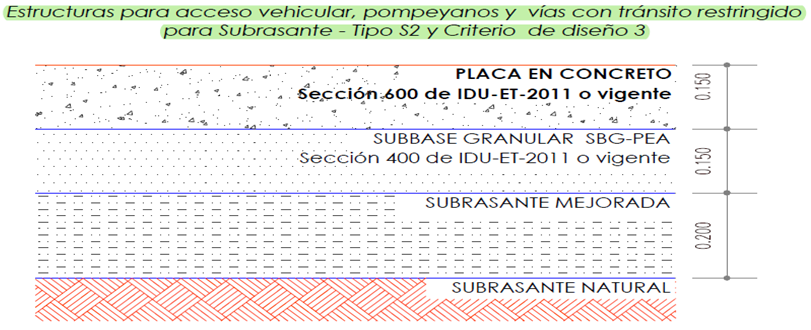 Estructuras para acceso vehicular, pompeyanos y vías con tránsito restringido
para Subrasante - Tipo S2 y Criterio de diseño 3
PLACA EN CONCRETO
Sección 600 de IDU-ET-2011 o vigente
0.150
SUBBASE GRANULAR SBG-PEA
Sección 400 de IDU-ET-2011 o vigente
0.150
SUBRASANTE MEJORADA
0.200
SUBRASANTE NATURAL